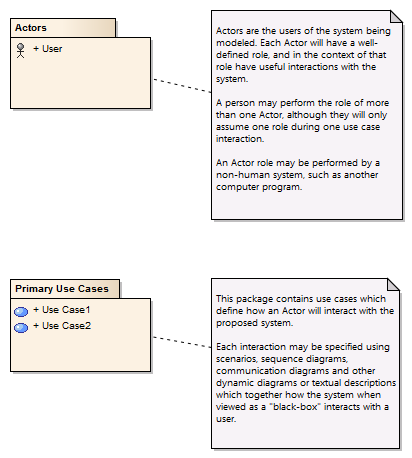 Actors
+ User
Actors are the users of the system being
modeled. Each Actor will have a well-
defined role, and in the context of that
role have useful interactions with the
system.
A person may perform the role of more
than one Actor, although they will only
assume one role during one use case
interaction.
An Actor role may be performed by a
non-human system, such as another
computer program.
Primary Use Cases
+ Use Case1
+ Use Case2
This package contains use cases which
define how an Actor will interact with the
proposed system.
Each interaction may be specified using
scenarios, sequence diagrams,
communication diagrams and other
dynamic diagrams or textual descriptions
which together how the system when
viewed as a "black-box" interacts with a
user.